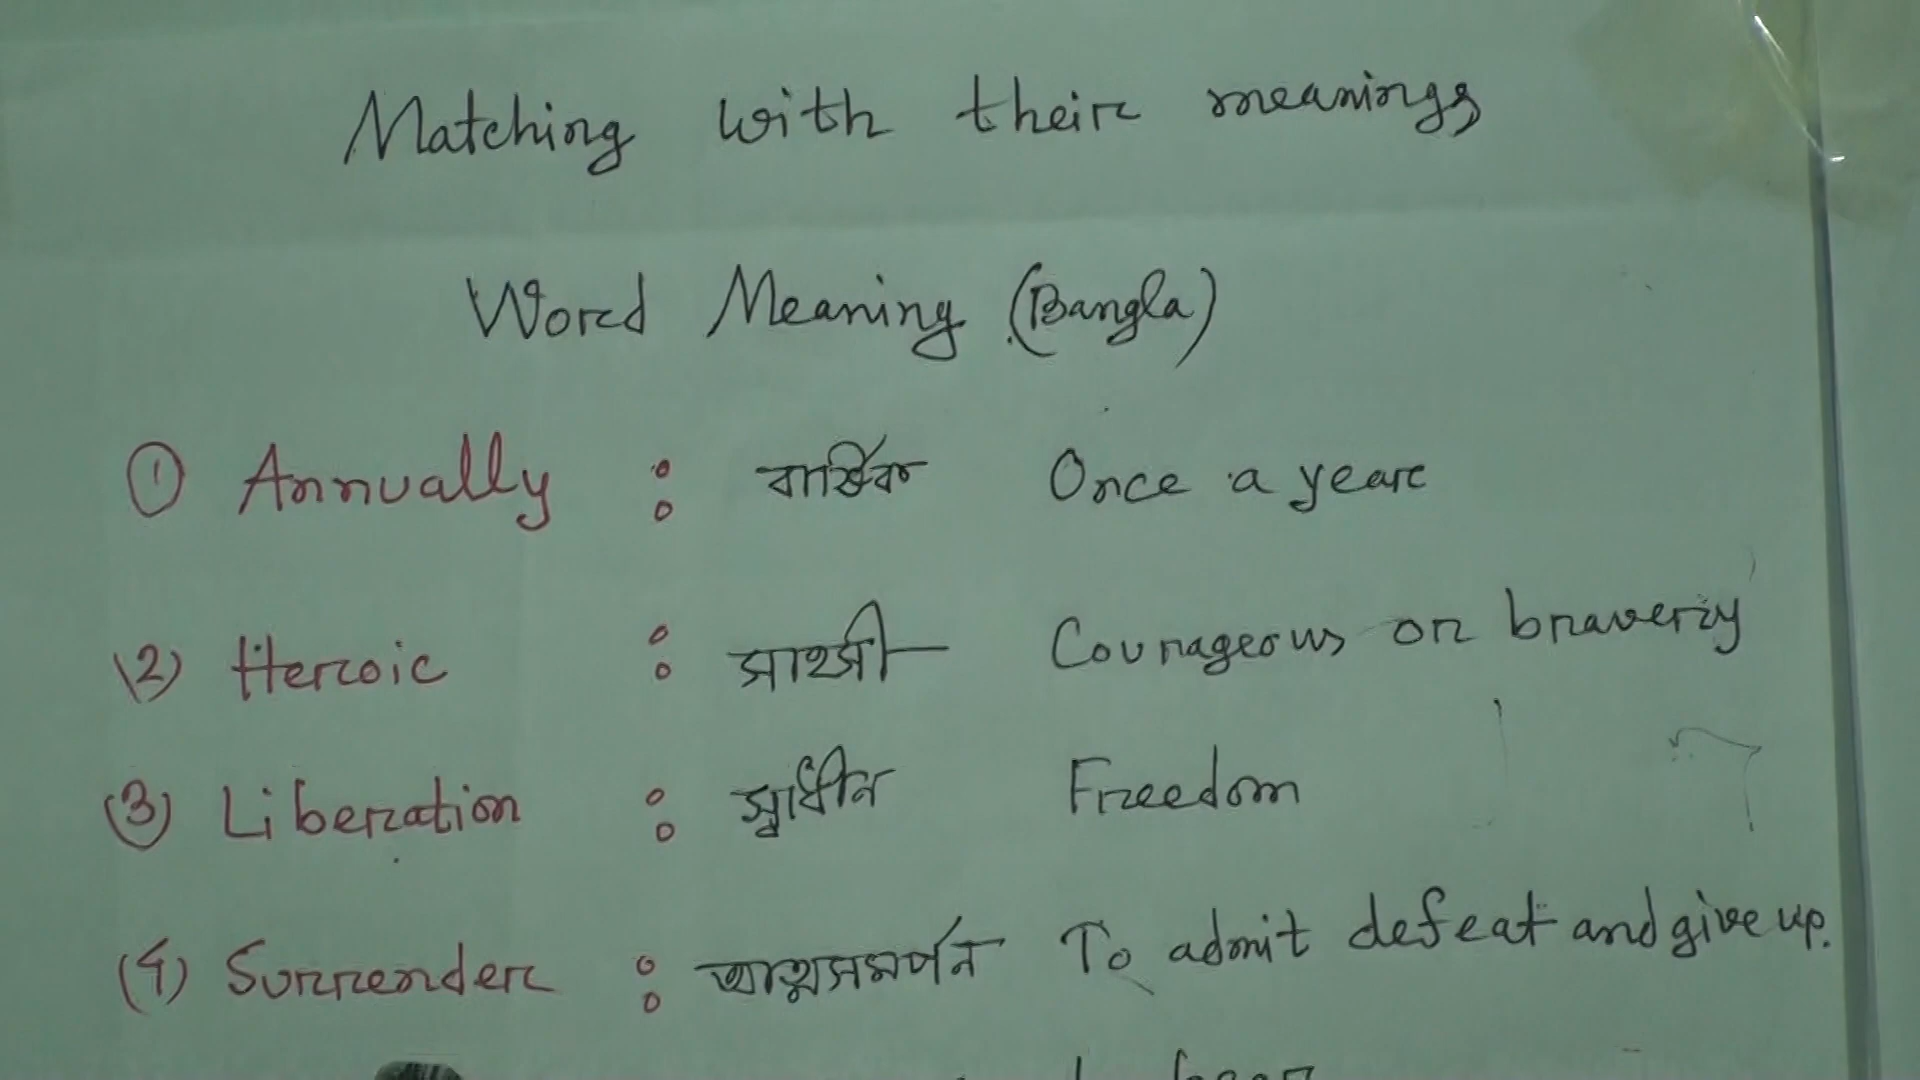 Matching with their meanings
Word Meaning (Bangla)
① Annually : বার্ষিক Once a year
(2) Heroic : সাহসী Courageous or bravery
(3) Liberation : স্বাধীন Freedom
(4) Surrender : আত্মসমর্পন To admit defeat and give up.